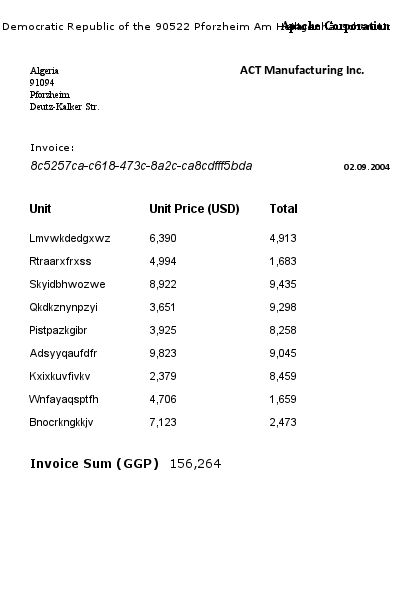 Democratic Republic of the 90522 Pforzheim Am
Apache Corporation
Algeria
91094
Pforzheim
Deutz-Kalker Str.
ACT Manufacturing Inc.
Invoice:
8c5257ca-c618-473c-8a2c-ca8cdfff5bda
02.09.2004
Unit Unit Price (USD) Total
Lmvwkdedgxwz 6,390 4,913
Rtraarxfrxss 4,994 1,683
Skyidbhwozwe 8,922 9,435
Qkdkznynpzyi 3,651 9,298
Pistpazkgibr 3,925 8,258
Adsyyqaufdfr 9,823 9,045
Kxixkuvfivkv 2,379 8,459
Wnfayaqsptfh 4,706 1,659
Bnocrkngkkjv 7,123 2,473
Invoice Sum (GGP) 156,264